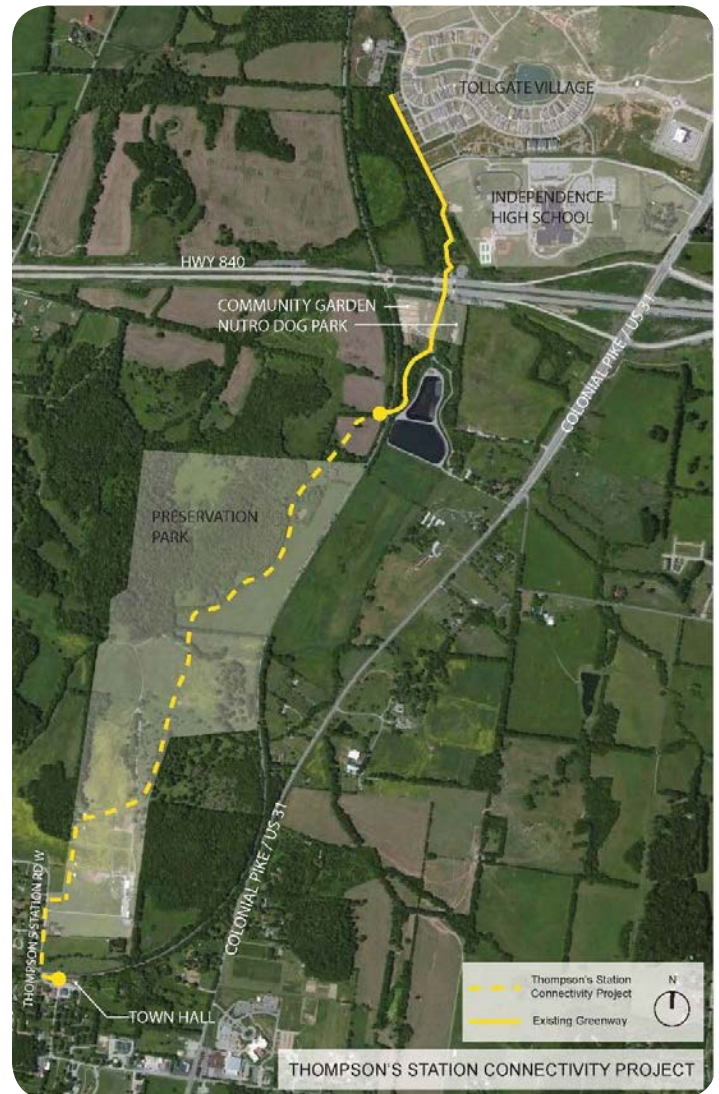 TOLLGATE VILLAGE
INDEPENDENCE
HIGH SCHOOL
HWY 840
COMMUNITY GARDEN
NUTRO DOG PARK
COLONIAL PIKE / US 31
PRESERVATION
PARK
COLONIAL PIKE / US 31
THOMPSON'S STATION RD W
TOWN HALL
Thompson's Station
Connectivity Project
Existing Greenway
N
THOMPSON'S STATION CONNECTIVITY PROJECT